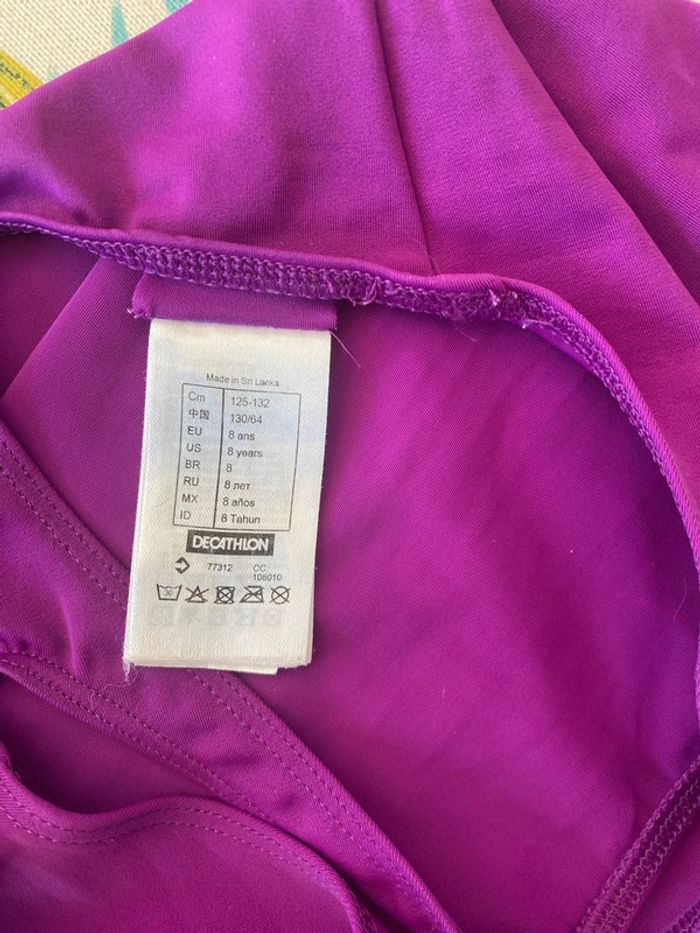 Made in Sri Lanka
Cm 125-132
中国 130/64
EU 8 ans
US 8 years
BR 8
RU 8 лет
MX 8 años
ID 8 Tahun
DECATHLON
77312 CC.
108010
30